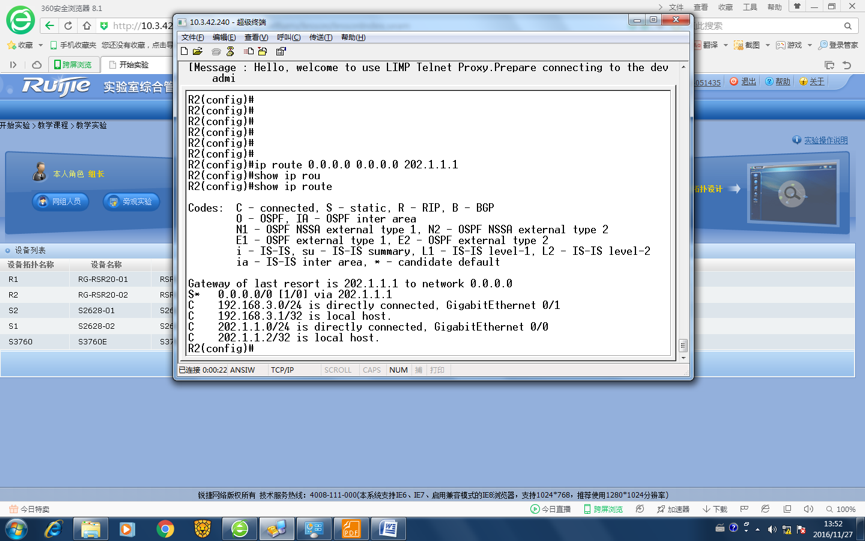 360安全浏览器 8.1
文件 查看 收藏 工具 帮助
http://10.3.42
收藏 手机收藏夹 您还没有收藏，点击导
翻译 截图 游戏 登录管家
跨屏浏览 开始实验
Ruijie 实验室综合管
051435 退出 帮助 关于
开始实验>教学课程>教学实验
实验操作说明
本人角色 组长
拓扑设计
同组人员 旁观实验
设备列表
设备拓扑名称 设备名称
R1 RG-RSR20-01 RSR
R2 RG-RSR20-02 RSR
S2 S2628-01 S26
S1 S2628-02 S26
S3760 S3760E S37
10.3.42.240 - 超级终端
文件(F) 编辑(E) 查看(V) 呼叫(C) 传送(T) 帮助(H)
[Message : Hello, welcome to use LIMP Telnet Proxy.Prepare connecting to the dev
admi
R2(config)#
R2(config)#
R2(config)#
R2(config)#
R2(config)#
R2(config)#
R2(config)#ip route 0.0.0.0 0.0.0.0 202.1.1.1
R2(config)#show ip rou
R2(config)#show ip route
Codes: C - connected, S - static, R - RIP, B - BGP
O - OSPF, IA - OSPF inter area
N1 - OSPF NSSA external type 1, N2 - OSPF NSSA external type 2
E1 - OSPF external type 1, E2 - OSPF external type 2
i - IS-IS, su - IS-IS summary, L1 - IS-IS level-1, L2 - IS-IS level-2
ia - IS-IS inter area, * - candidate default
Gateway of last resort is 202.1.1.1 to network 0.0.0.0
S* 0.0.0.0/0 [1/0] via 202.1.1.1
C 192.168.3.0/24 is directly connected, GigabitEthernet 0/1
C 192.168.3.1/32 is local host.
C 202.1.1.0/24 is directly connected, GigabitEthernet 0/0
C 202.1.1.2/32 is local host.
R2(config)#
已连接 0:00:22 ANSIW TCP/IP SCROLL CAPS NUM 捕 打印
锐捷网络版权所有 技术服务热线：4008-111-000(本系统支持IE6、IE7，启用兼容模式的IE8浏览器，支持1024*768，推荐使用1280*1024分辨率)
今日特卖 今日直播 跨屏浏览 加速器 下载 100%
13:52
2016/11/27